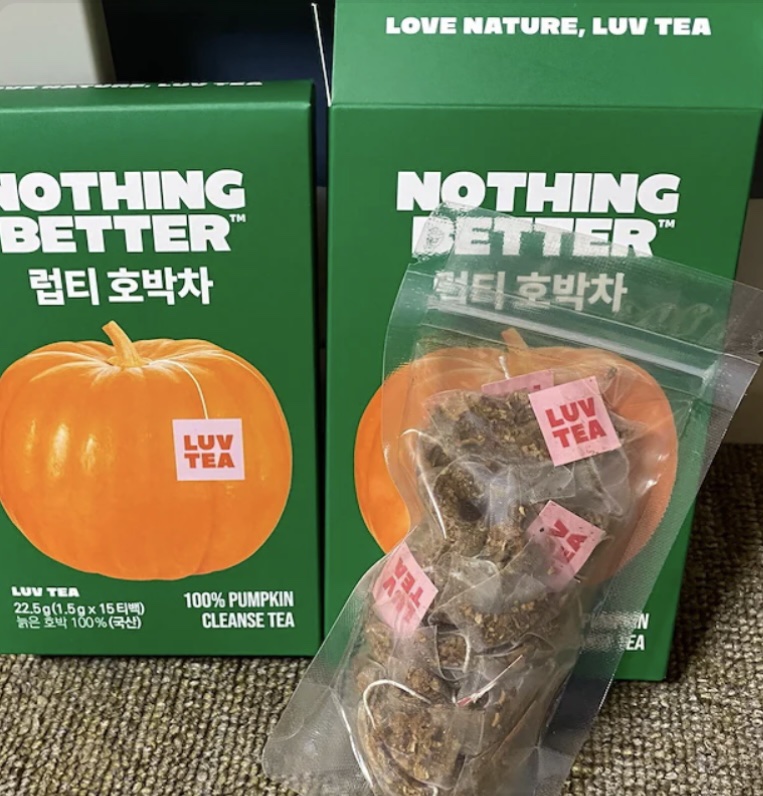 LOVE NATURE, LUV TEA
NOTHING
BETTER™
럽티 호박차
LUV
TEA
LUV TEA
22.5g(1.5g x 15티백)
늙은 호박 100%(국산)
100% PUMPKIN
CLEANSE TEA
NOTHING
BETTER™
럽티 호박차
LUV
TEA
LUV
TEA